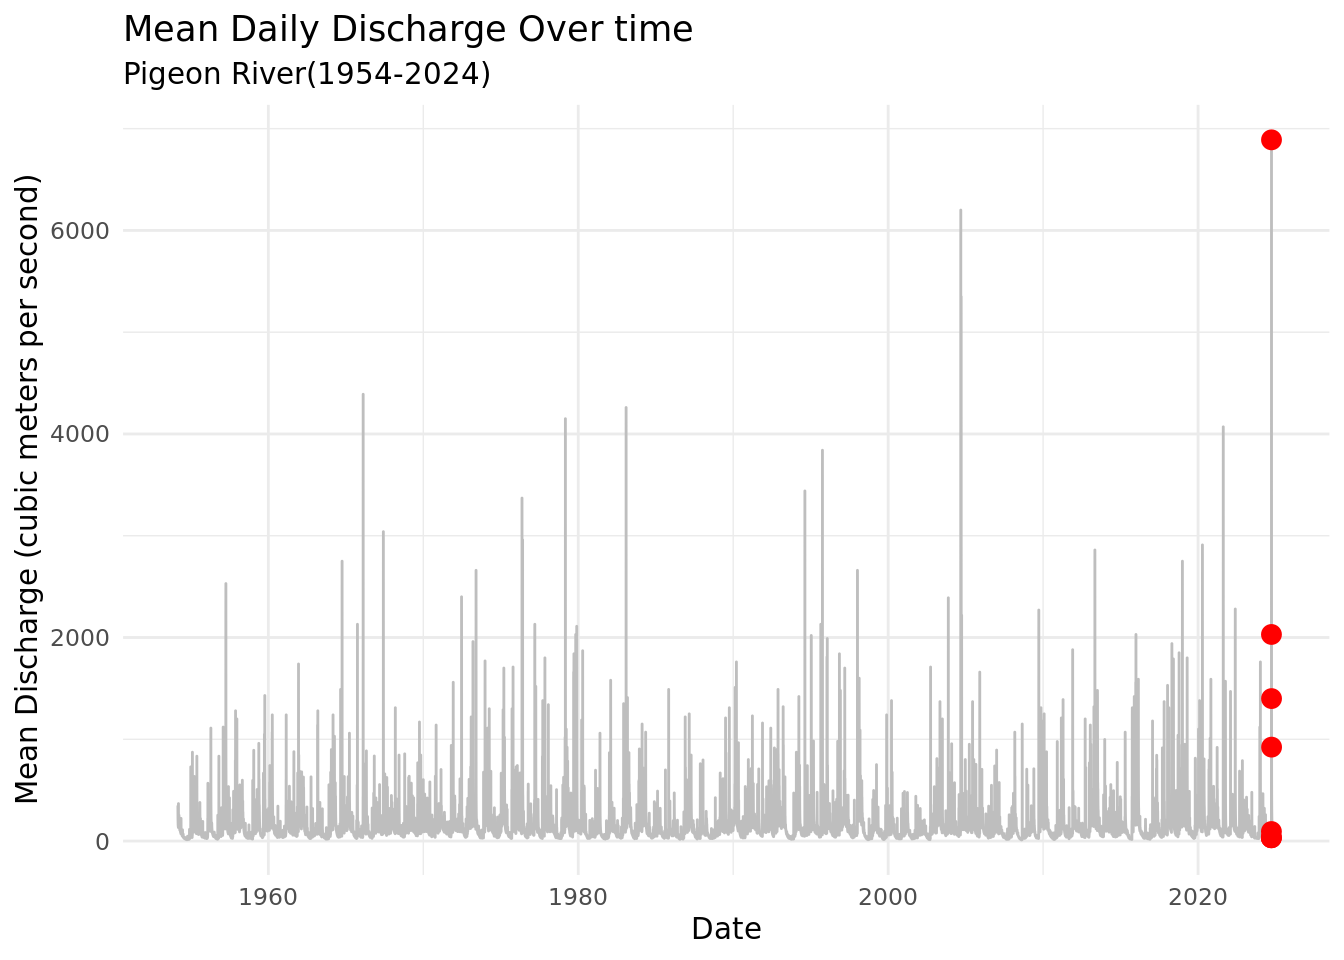 Mean Daily Discharge Over time
Pigeon River(1954-2024)
Mean Discharge (cubic meters per second)
6000
4000
2000
0
1960 1980 2000 2020
Date